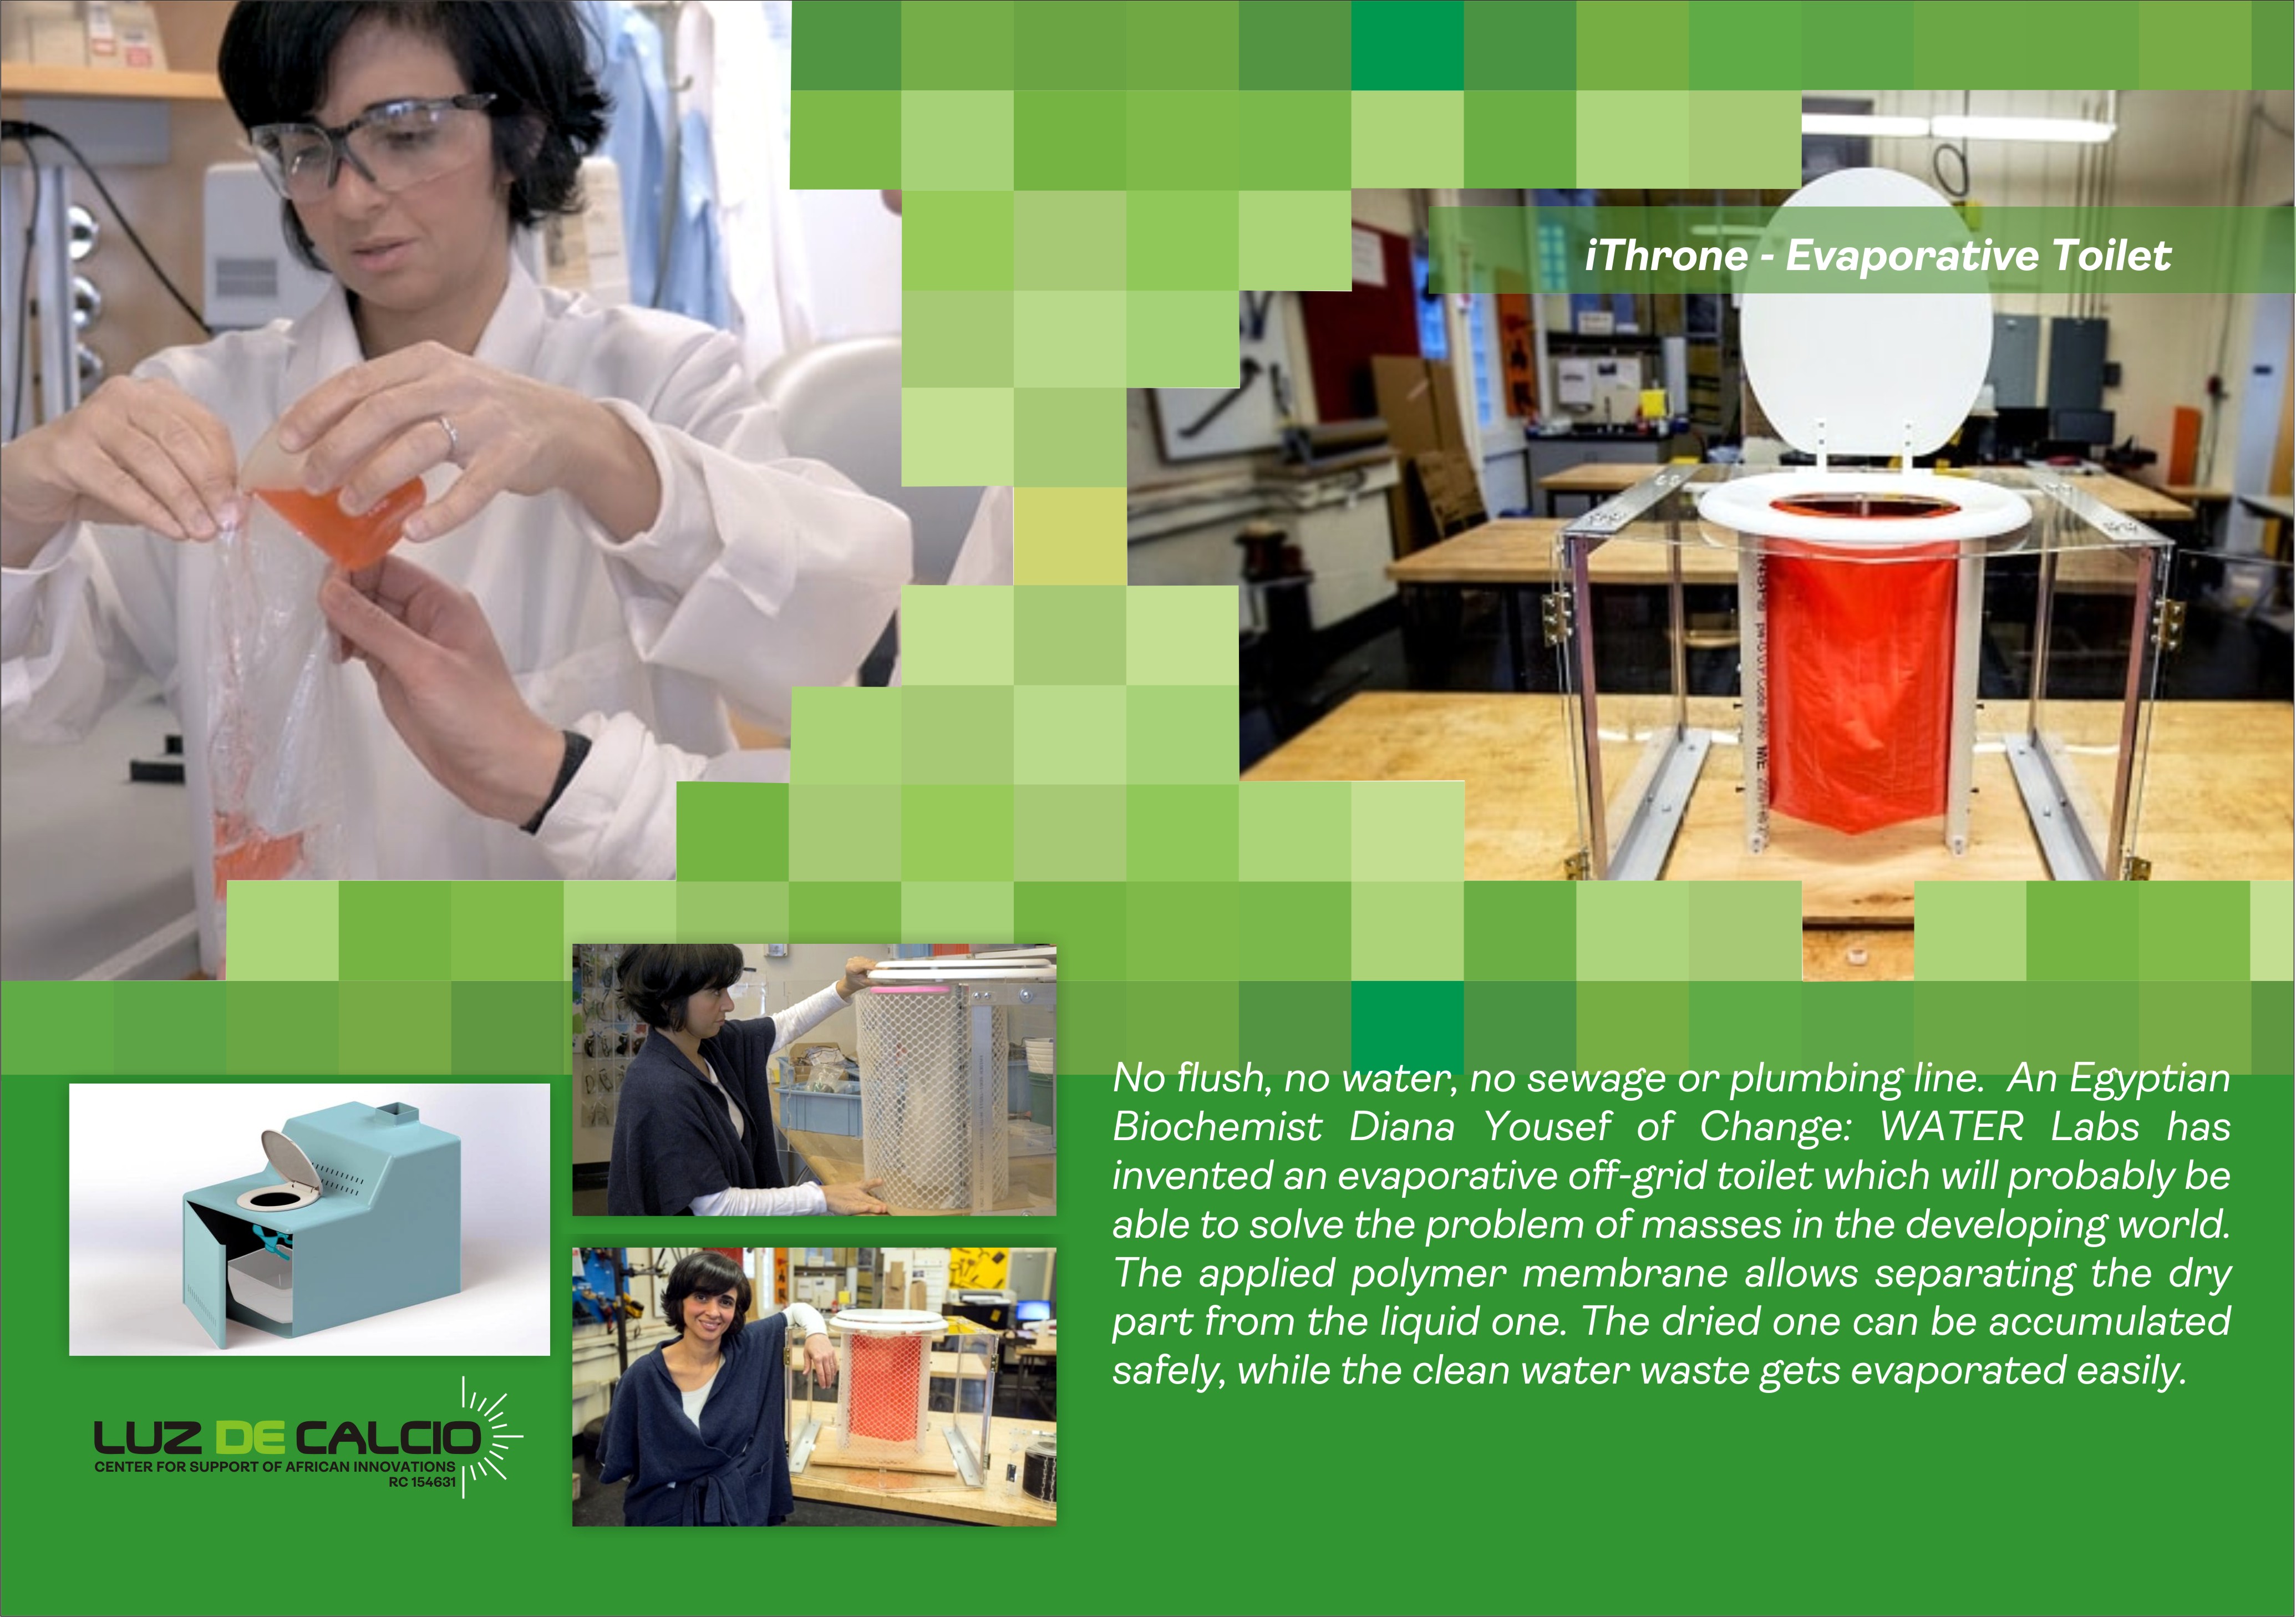 iThrone - Evaporative Toilet
No flush, no water, no sewage or plumbing line. An Egyptian
Biochemist Diana Yousef of Change: WATER Labs has
invented an evaporative off-grid toilet which will probably be
able to solve the problem of masses in the developing world.
The applied polymer membrane allows separating the dry
part from the liquid one. The dried one can be accumulated
safely, while the clean water waste gets evaporated easily.
LUZ DE CALCIO
CENTER FOR SUPPORT OF AFRICAN INNOVATIONS
RC 154631